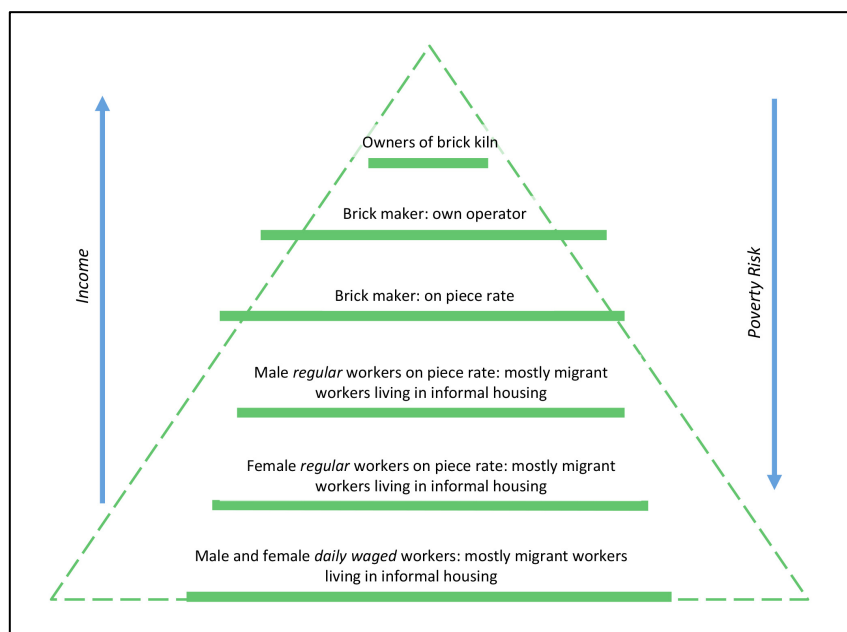 Owners of brick kiln
Brick maker: own operator
Income
Poverty Risk
Brick maker: on piece rate
Male regular workers on piece rate: mostly migrant
workers living in informal housing
Female regular workers on piece rate: mostly migrant
workers living in informal housing
Male and female daily waged workers: mostly migrant workers
living in informal housing